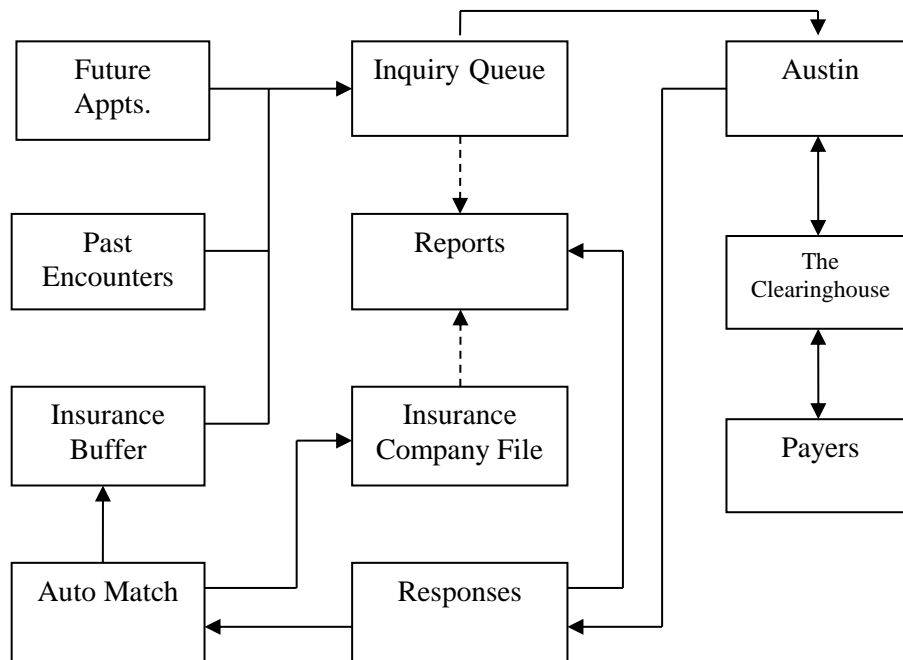 Future
Appts.
Inquiry Queue
Austin
Past
Encounters
Reports
The
Clearinghouse
Insurance
Buffer
Insurance
Company File
Payers
Auto Match
Responses